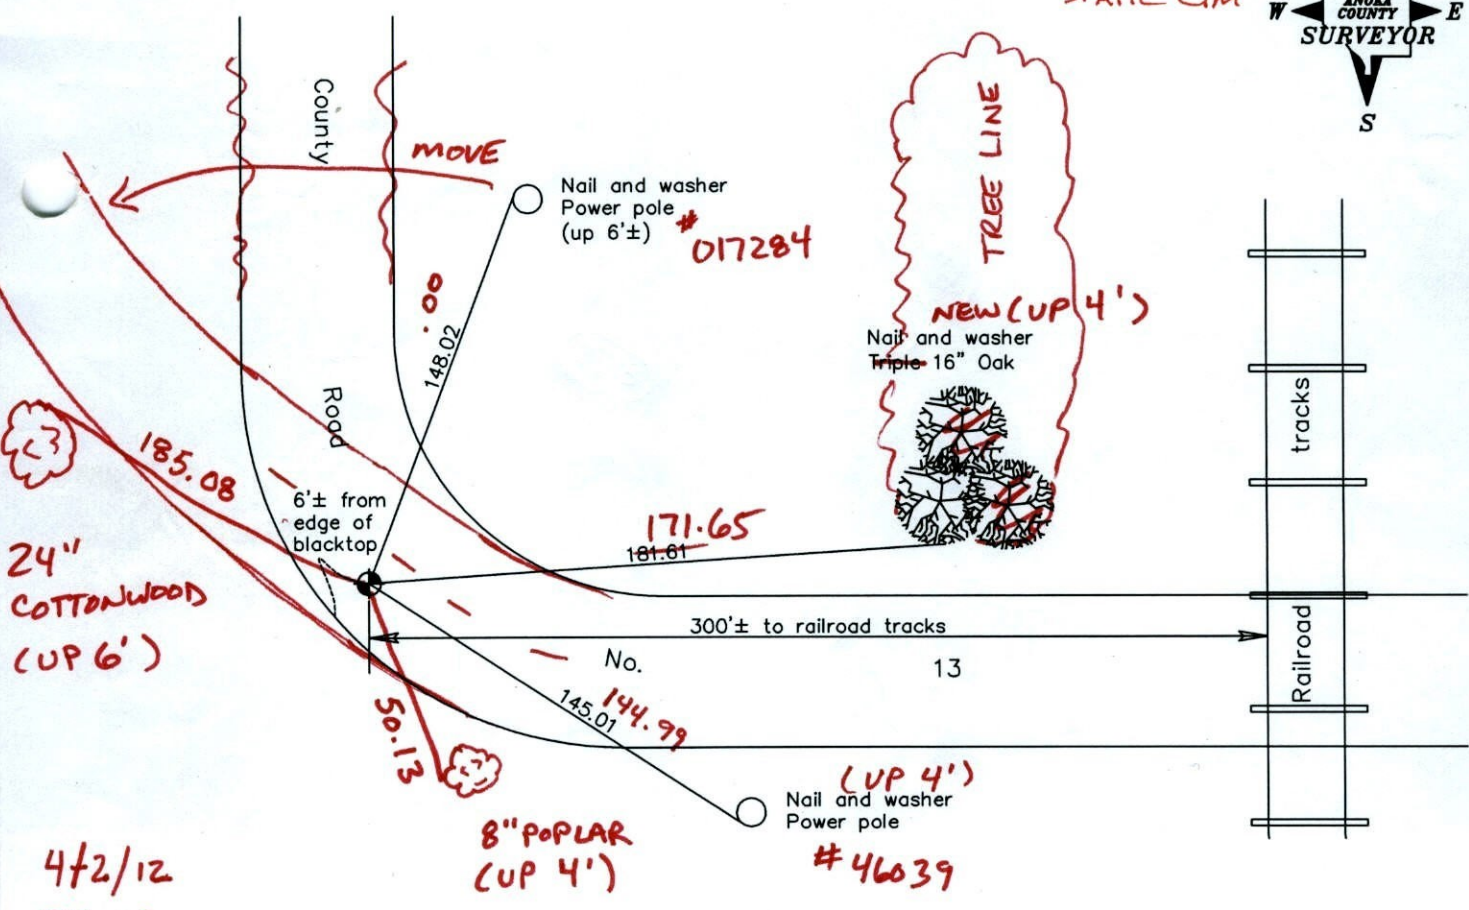 W
ANOKA
COUNTY
E
SURVEYOR
S
County
MOVE
Nail and washer
Power pole
(up 6'±)
# 017284
TREE LINE
.00
148.02
NEW (UP 4')
Nail and washer
Triple 16" Oak
Road
tracks
185.08
6'± from
edge of
blacktop
171.65
181.61
24"
COTTONWOOD
(UP 6')
300'± to railroad tracks
No.
13
Railroad
50.13
145.01
144.99
(UP 4')
Nail and washer
Power pole
# 46039
8" POPLAR
(UP 4')
4/2/12